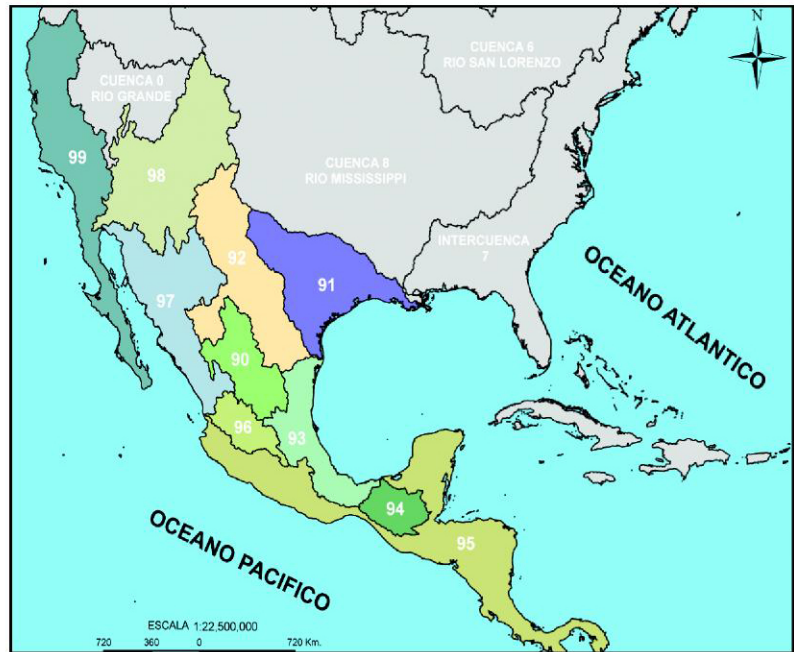 N
CUENCA 6
RIO SAN LORENZO
CUENCA 0
RIO GRANDE
99
98
CUENCA 8
RIO MISSISSIPPI
92
INTERCUENCA
7
91
97
OCEANO ATLANTICO
90
96
93
94
95
OCEANO PACIFICO
ESCALA 1:22,500,000
720 360 0 720 Km.